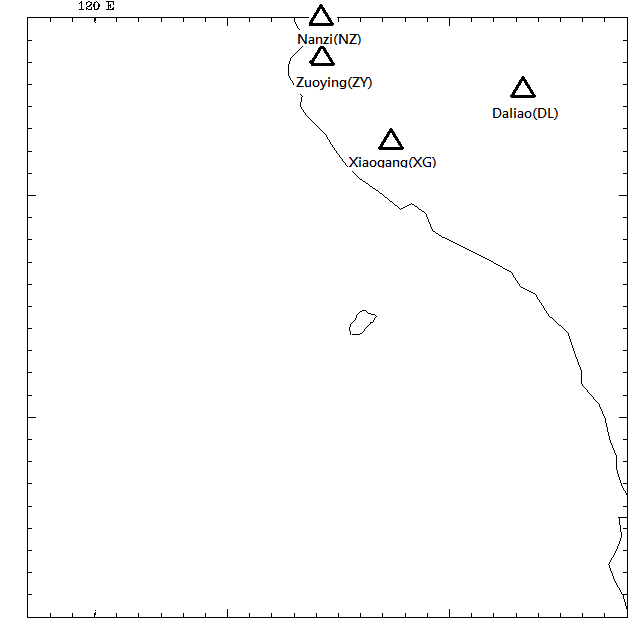 120 E
Nanzi(NZ)
Zuoying(ZY)
Daliao(DL)
Xiaogang(XG)